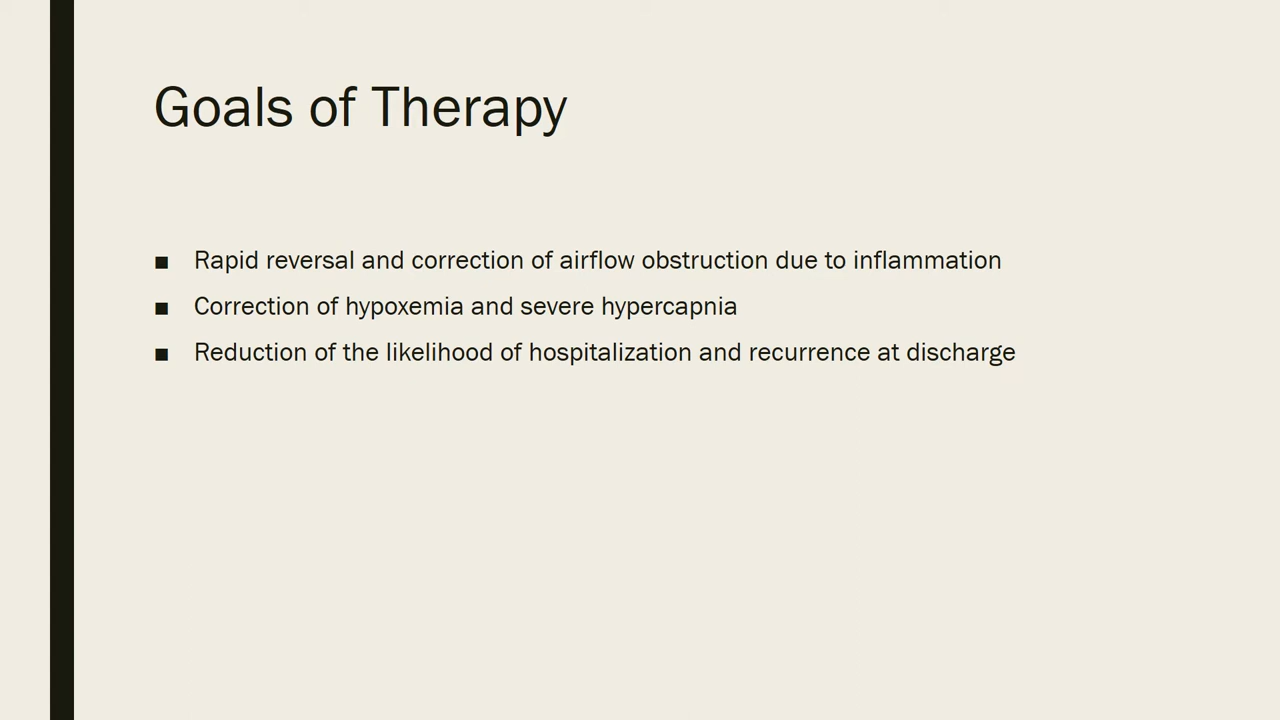 Goals of Therapy
■ Rapid reversal and correction of airflow obstruction due to inflammation
■ Correction of hypoxemia and severe hypercapnia
■ Reduction of the likelihood of hospitalization and recurrence at discharge